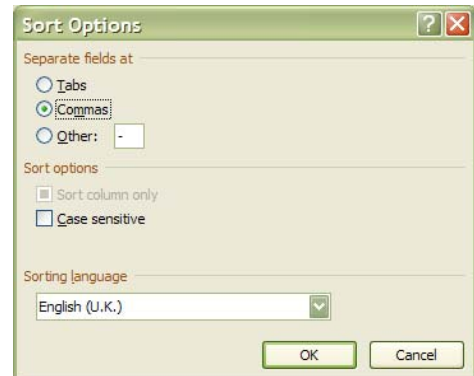 Sort Options
Separate fields at
Tabs
Commas
Other: -
Sort options
Sort column only
Case sensitive
Sorting language
English (U.K.)
OK Cancel